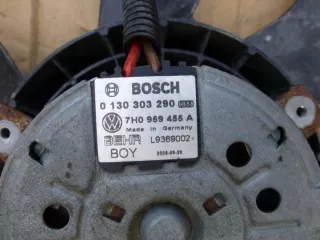 BOSCH
0 130 303 290
7H0 959 455 A
Made in Germany
BEHR L9369002
BOY